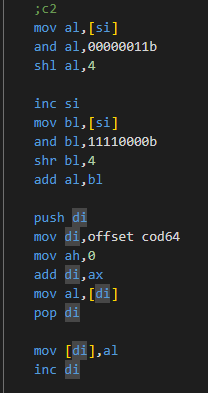 ;c2
mov al,[si]
and al,00000011b
shl al,4
inc si
mov bl,[si]
and bl,11110000b
shr bl,4
add al,bl
push di
mov di,offset cod64
mov ah,0
add di,ax
mov al,[di]
pop di
mov [di],al
inc di